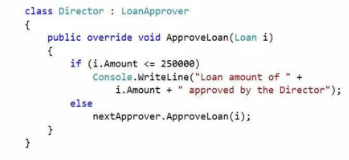 class Director : LoanApprover
{
    public override void ApproveLoan(Loan i)
    {
        if (i.Amount <= 250000)
            Console.WriteLine("Loan amount of " +
                i.Amount + " approved by the Director");
        else
            nextApprover.ApproveLoan(i);
    }
}